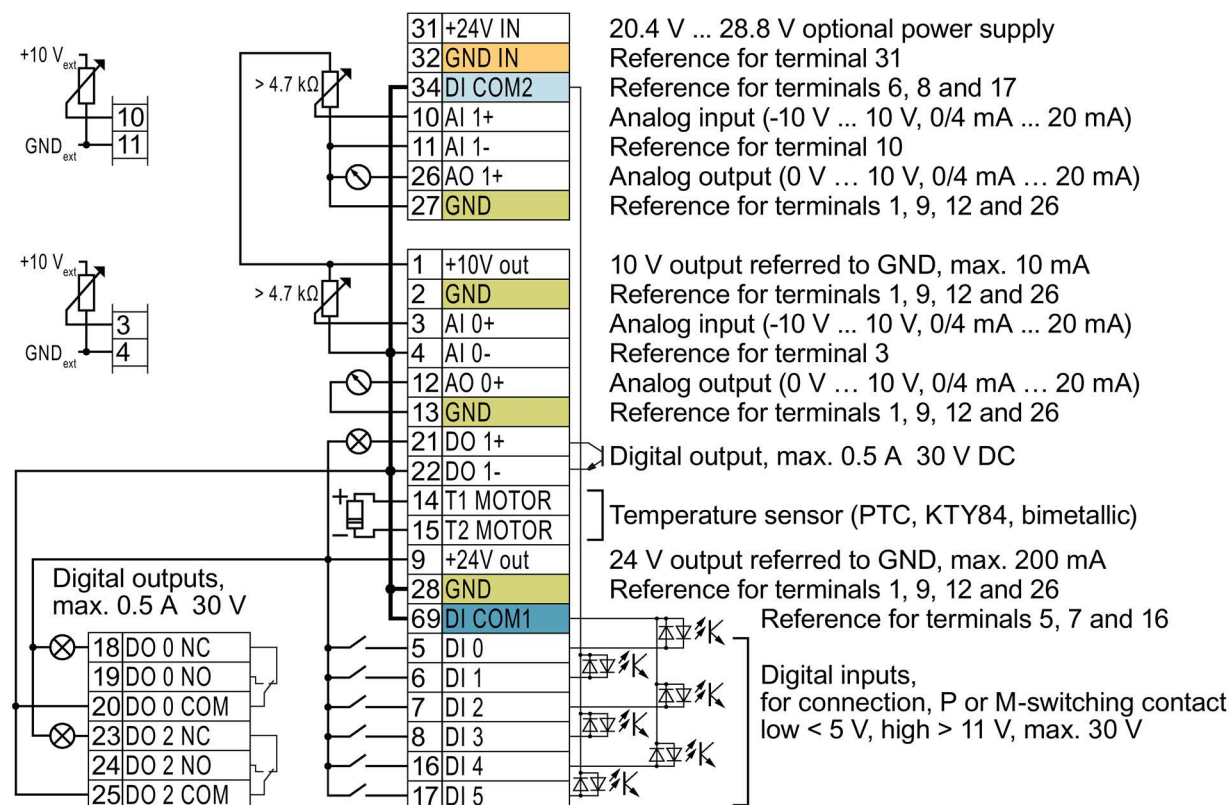 31 +24V IN 20.4 V ... 28.8 V optional power supply
32 GND IN Reference for terminal 31
34 DI COM2 Reference for terminals 6, 8 and 17
10 AI 1+ Analog input (-10 V ... 10 V, 0/4 mA ... 20 mA)
11 AI 1- Reference for terminal 10
26 AO 1+ Analog output (0 V … 10 V, 0/4 mA … 20 mA)
27 GND Reference for terminals 1, 9, 12 and 26
+10 Vext
10
GNDext 11
> 4.7 kΩ
1 +10V out 10 V output referred to GND, max. 10 mA
2 GND Reference for terminals 1, 9, 12 and 26
3 AI 0+ Analog input (-10 V ... 10 V, 0/4 mA ... 20 mA)
4 AI 0- Reference for terminal 3
12 AO 0+ Analog output (0 V … 10 V, 0/4 mA … 20 mA)
13 GND Reference for terminals 1, 9, 12 and 26
+10 Vext
3
GNDext 4
> 4.7 kΩ
21 DO 1+
22 DO 1-
Digital output, max. 0.5 A 30 V DC
+
14 T1 MOTOR
–
15 T2 MOTOR
Temperature sensor (PTC, KTY84, bimetallic)
9 +24V out 24 V output referred to GND, max. 200 mA
28 GND Reference for terminals 1, 9, 12 and 26
69 DI COM1 Reference for terminals 5, 7 and 16
5 DI 0
6 DI 1
7 DI 2
8 DI 3
16 DI 4
17 DI 5
Digital inputs,
for connection, P or M-switching contact
low < 5 V, high > 11 V, max. 30 V
Digital outputs,
max. 0.5 A 30 V
18 DO 0 NC
19 DO 0 NO
20 DO 0 COM
23 DO 2 NC
24 DO 2 NO
25 DO 2 COM